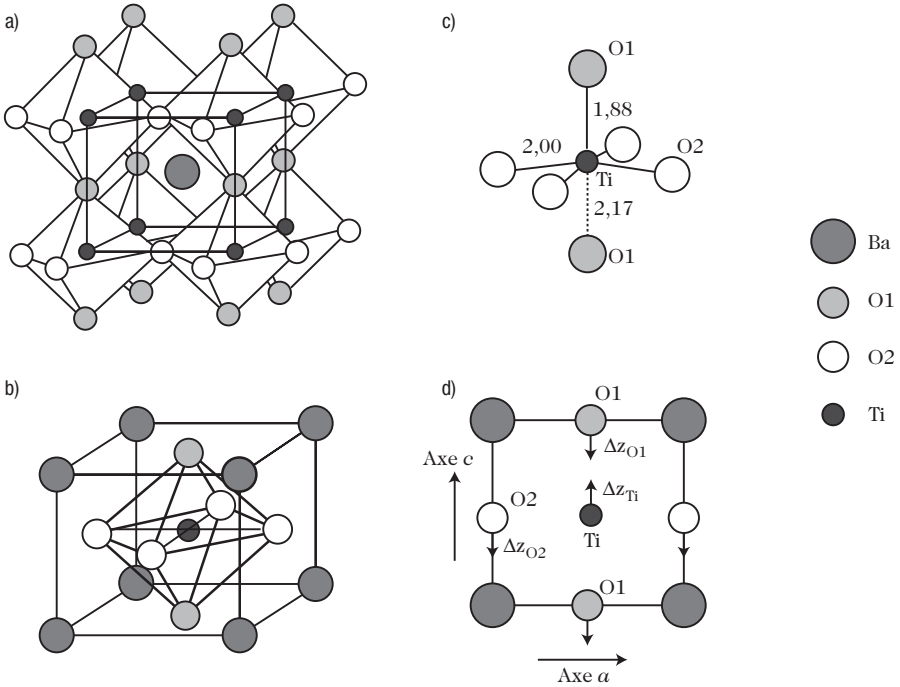 a)
c)
O1
1,88
2,00
O2
Ti
2,17
O1
Ba
O1
O2
Ti
b)
d)
O1
Axe c
Δz_O1
Δz_Ti
O2
Ti
Δz_O2
O1
Axe a